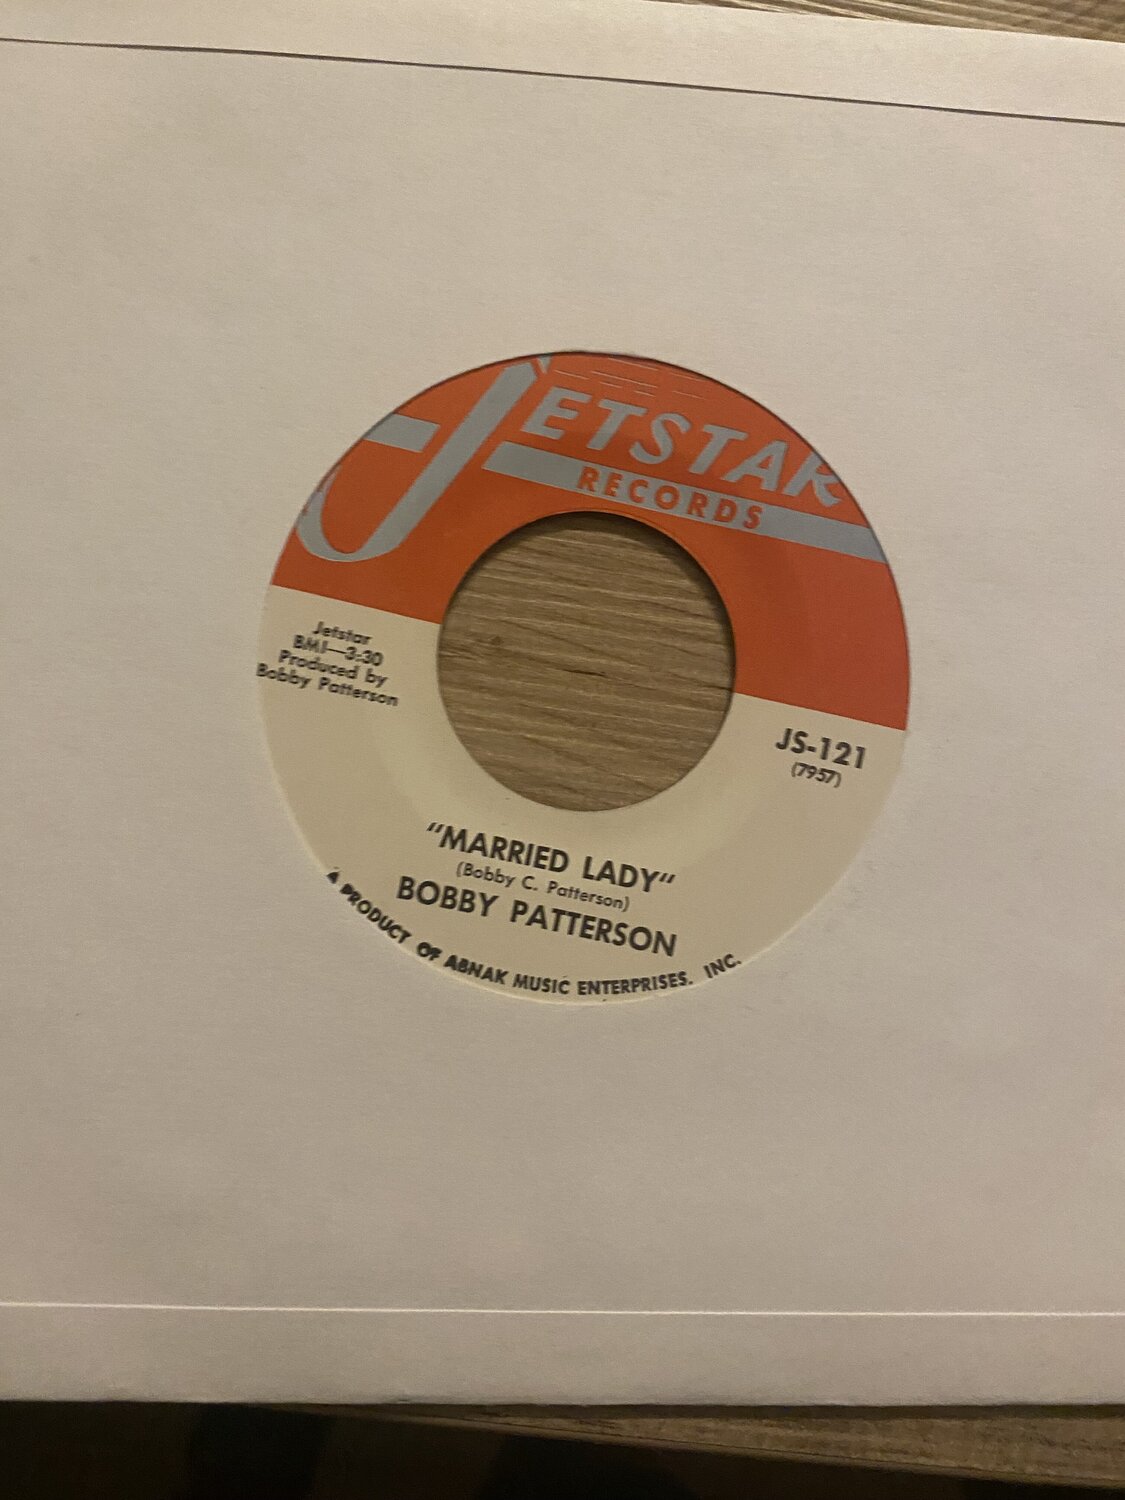 JETSTAR
RECORDS
Jetstar
BMI—3:30
Produced by
Bobby Patterson
JS-121
(7957)
"MARRIED LADY"
(Bobby C. Patterson)
BOBBY PATTERSON
A PRODUCT OF ABNAK MUSIC ENTERPRISES. INC.